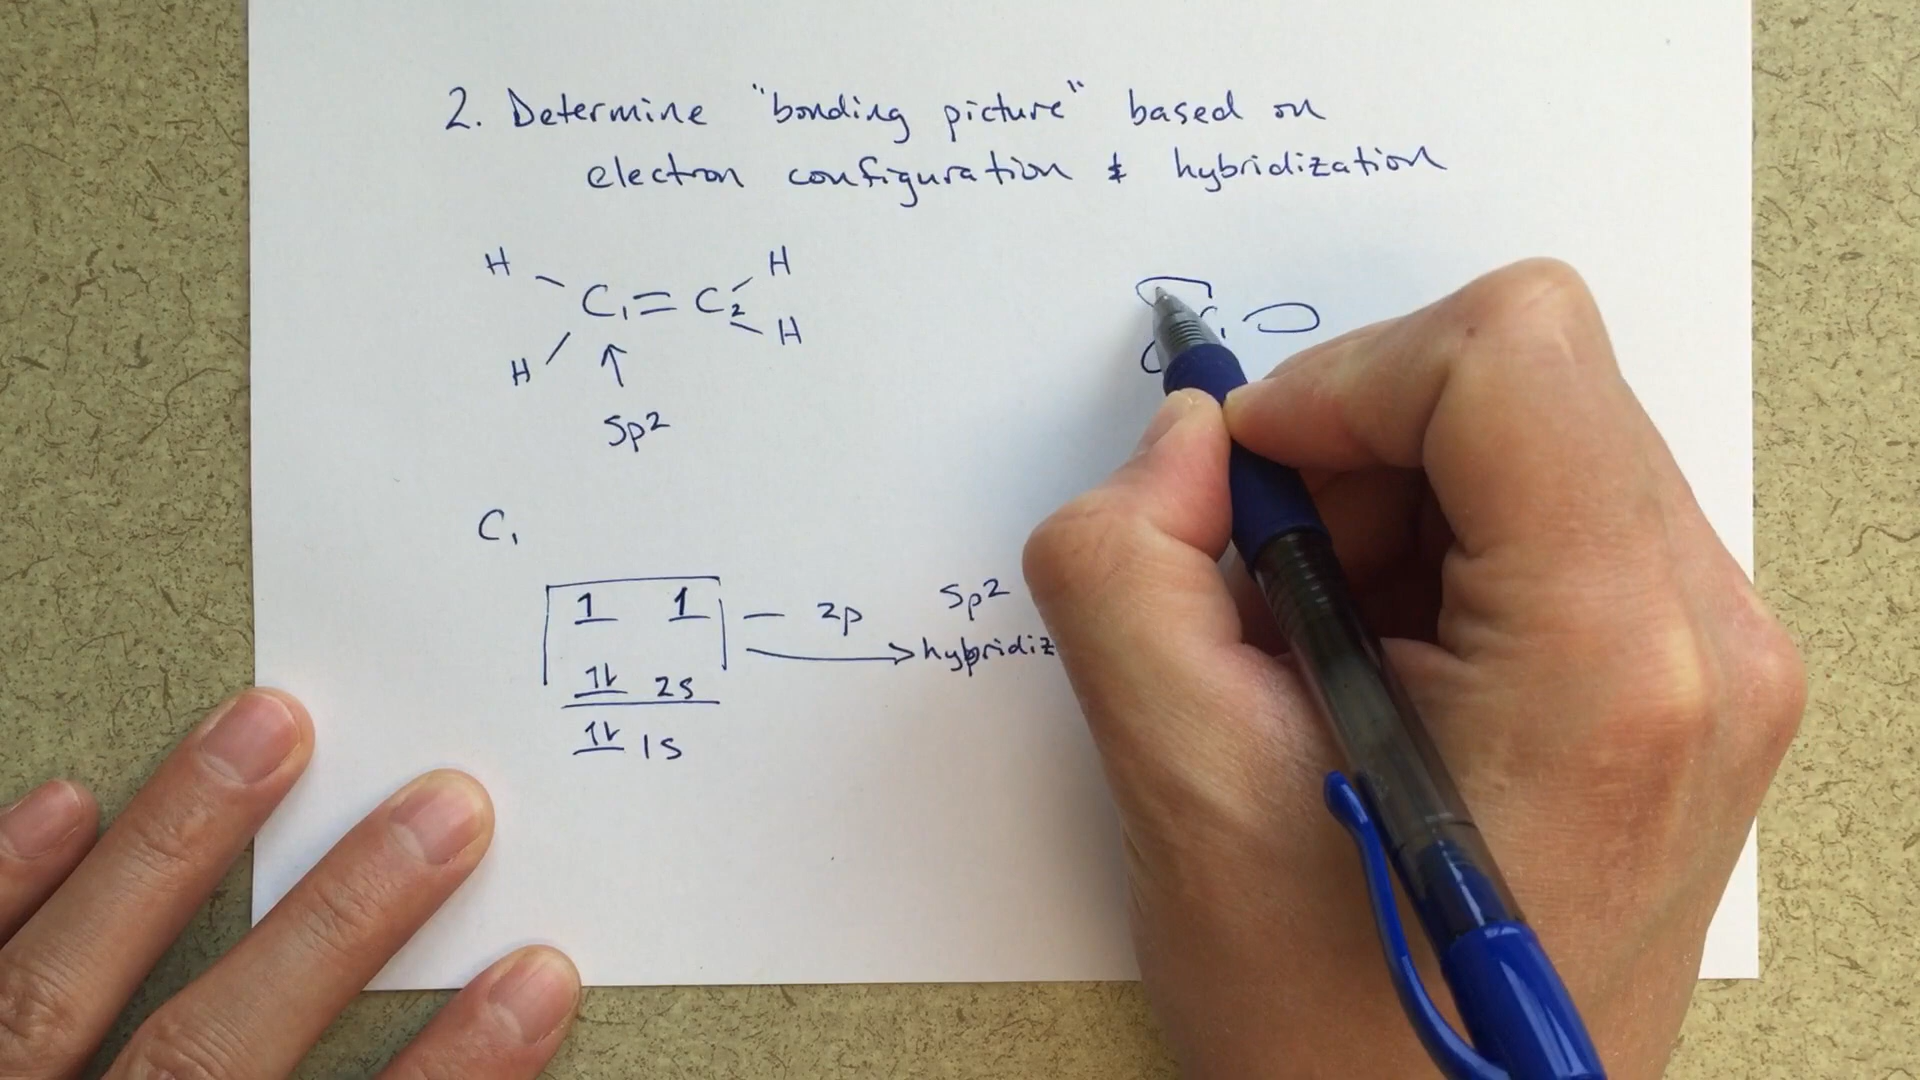 2. Determine "bonding picture" based on
electron configuration & hybridization
H H
C1 = C2
H H
↑
Sp²
C1
1 1 — 2p Sp²
hybridiz
1l 2s
1l 1s